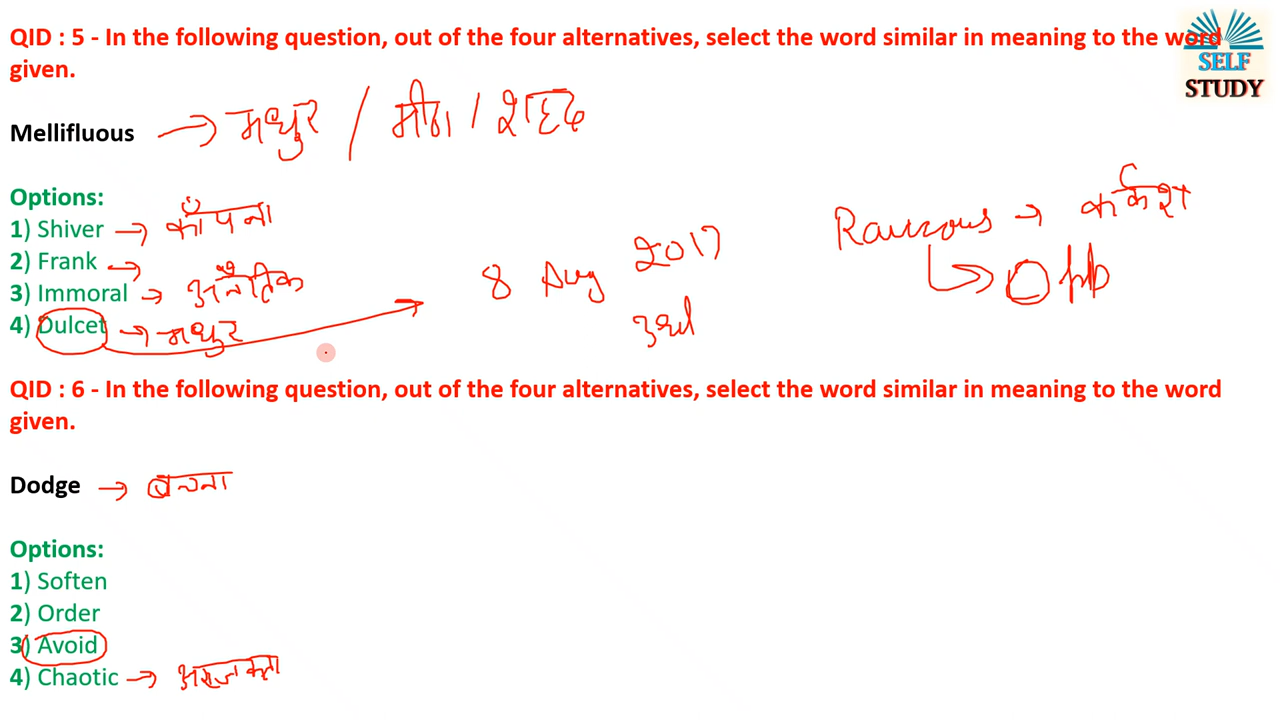 QID : 5 - In the following question, out of the four alternatives, select the word similar in meaning to the word
given.
SELF
STUDY
Mellifluous → मधुर / मीठा / शहद
Options:
1) Shiver → काँपना
2) Frank →
3) Immoral → अनैतिक
4) Dulcet → मधुर
8 Aug 2017
3rd
→ कर्कश
Opp
QID : 6 - In the following question, out of the four alternatives, select the word similar in meaning to the word
given.
Dodge → बचना
Options:
1) Soften
2) Order
3) Avoid
4) Chaotic →